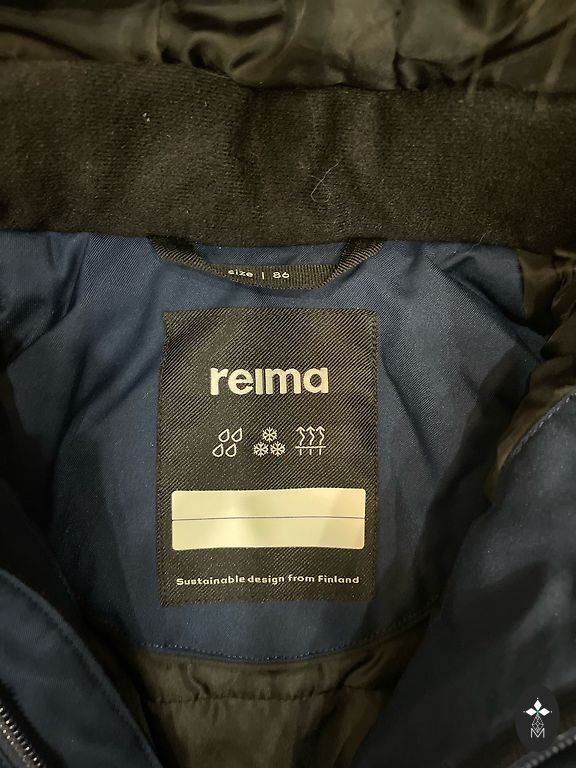 size | 86
reima
Sustainable design from Finland